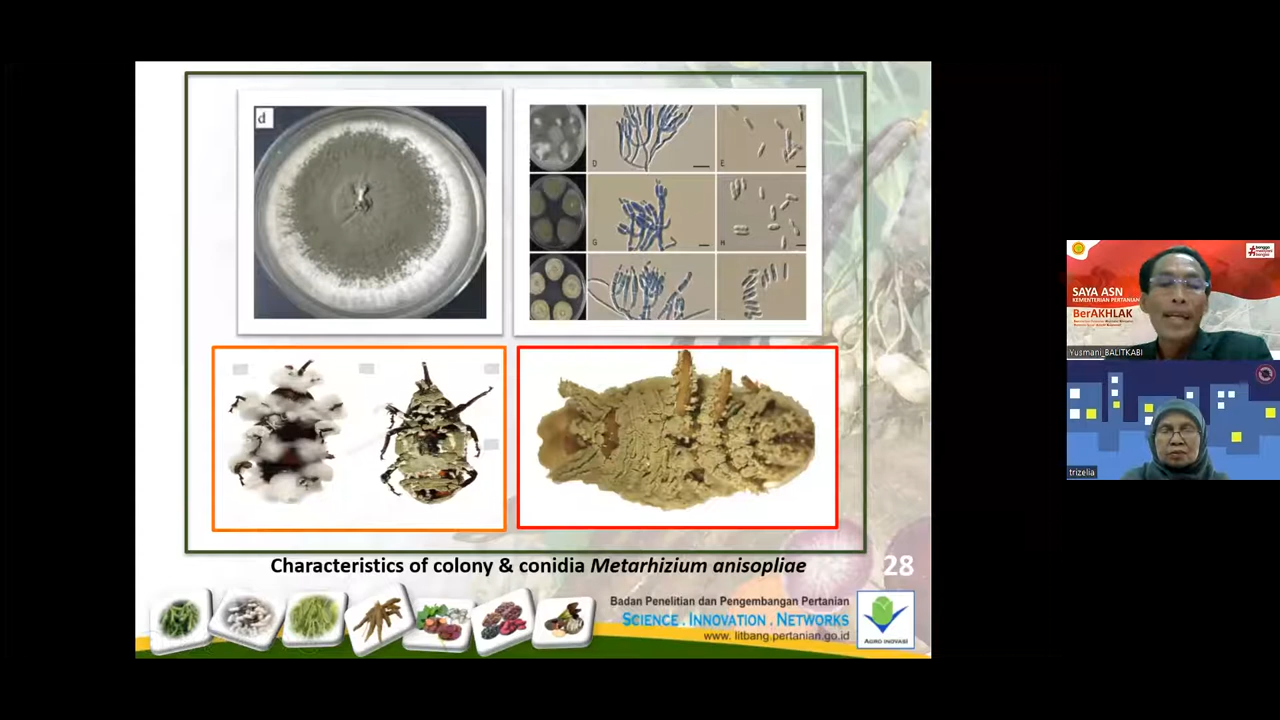 d
D
E
G
H
Characteristics of colony & conidia Metarhizium anisopliae
28
Badan Penelitian dan Pengembangan Pertanian
SCIENCE . INNOVATION . NETWORKS
www. litbang.pertanian.go.id
AGRO INOVASI
SAYA ASN
KEMENTERIAN PERTANIAN
BerAKHLAK
Yusmani_BALITKABI
trizelia